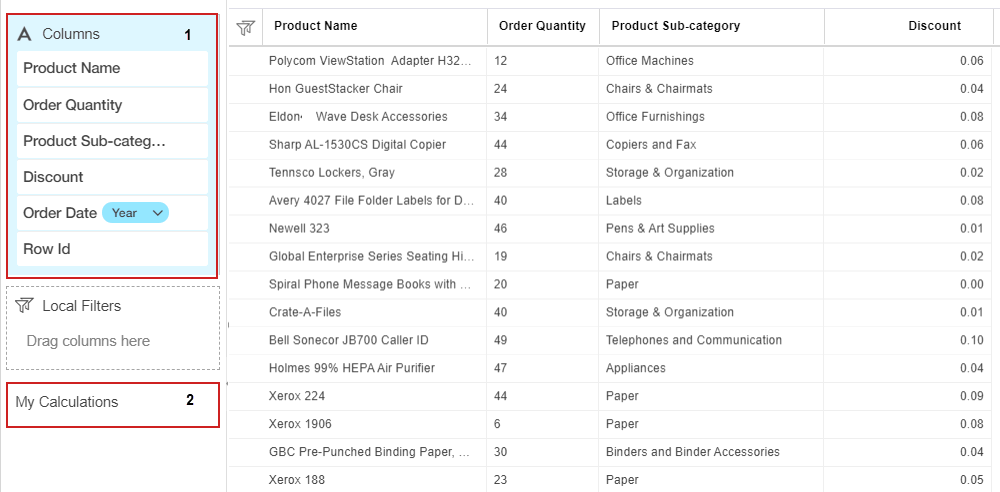 Columns 1
Product Name
Order Quantity
Product Sub-categ...
Discount
Order Date Year
Row Id
Local Filters
Drag columns here
My Calculations 2
Product Name Order Quantity Product Sub-category Discount
Polycom ViewStation Adapter H32... 12 Office Machines 0.06
Hon GuestStacker Chair 24 Chairs & Chairmats 0.04
Eldon· Wave Desk Accessories 34 Office Furnishings 0.08
Sharp AL-1530CS Digital Copier 44 Copiers and Fax 0.06
Tennsco Lockers, Gray 28 Storage & Organization 0.02
Avery 4027 File Folder Labels for D... 40 Labels 0.08
Newell 323 46 Pens & Art Supplies 0.01
Global Enterprise Series Seating Hi... 19 Chairs & Chairmats 0.02
Spiral Phone Message Books with ... 20 Paper 0.00
Crate-A-Files 40 Storage & Organization 0.01
Bell Sonecor JB700 Caller ID 49 Telephones and Communication 0.10
Holmes 99% HEPA Air Purifier 47 Appliances 0.04
Xerox 224 44 Paper 0.09
Xerox 1906 6 Paper 0.08
GBC Pre-Punched Binding Paper, ... 30 Binders and Binder Accessories 0.04
Xerox 188 23 Paper 0.05